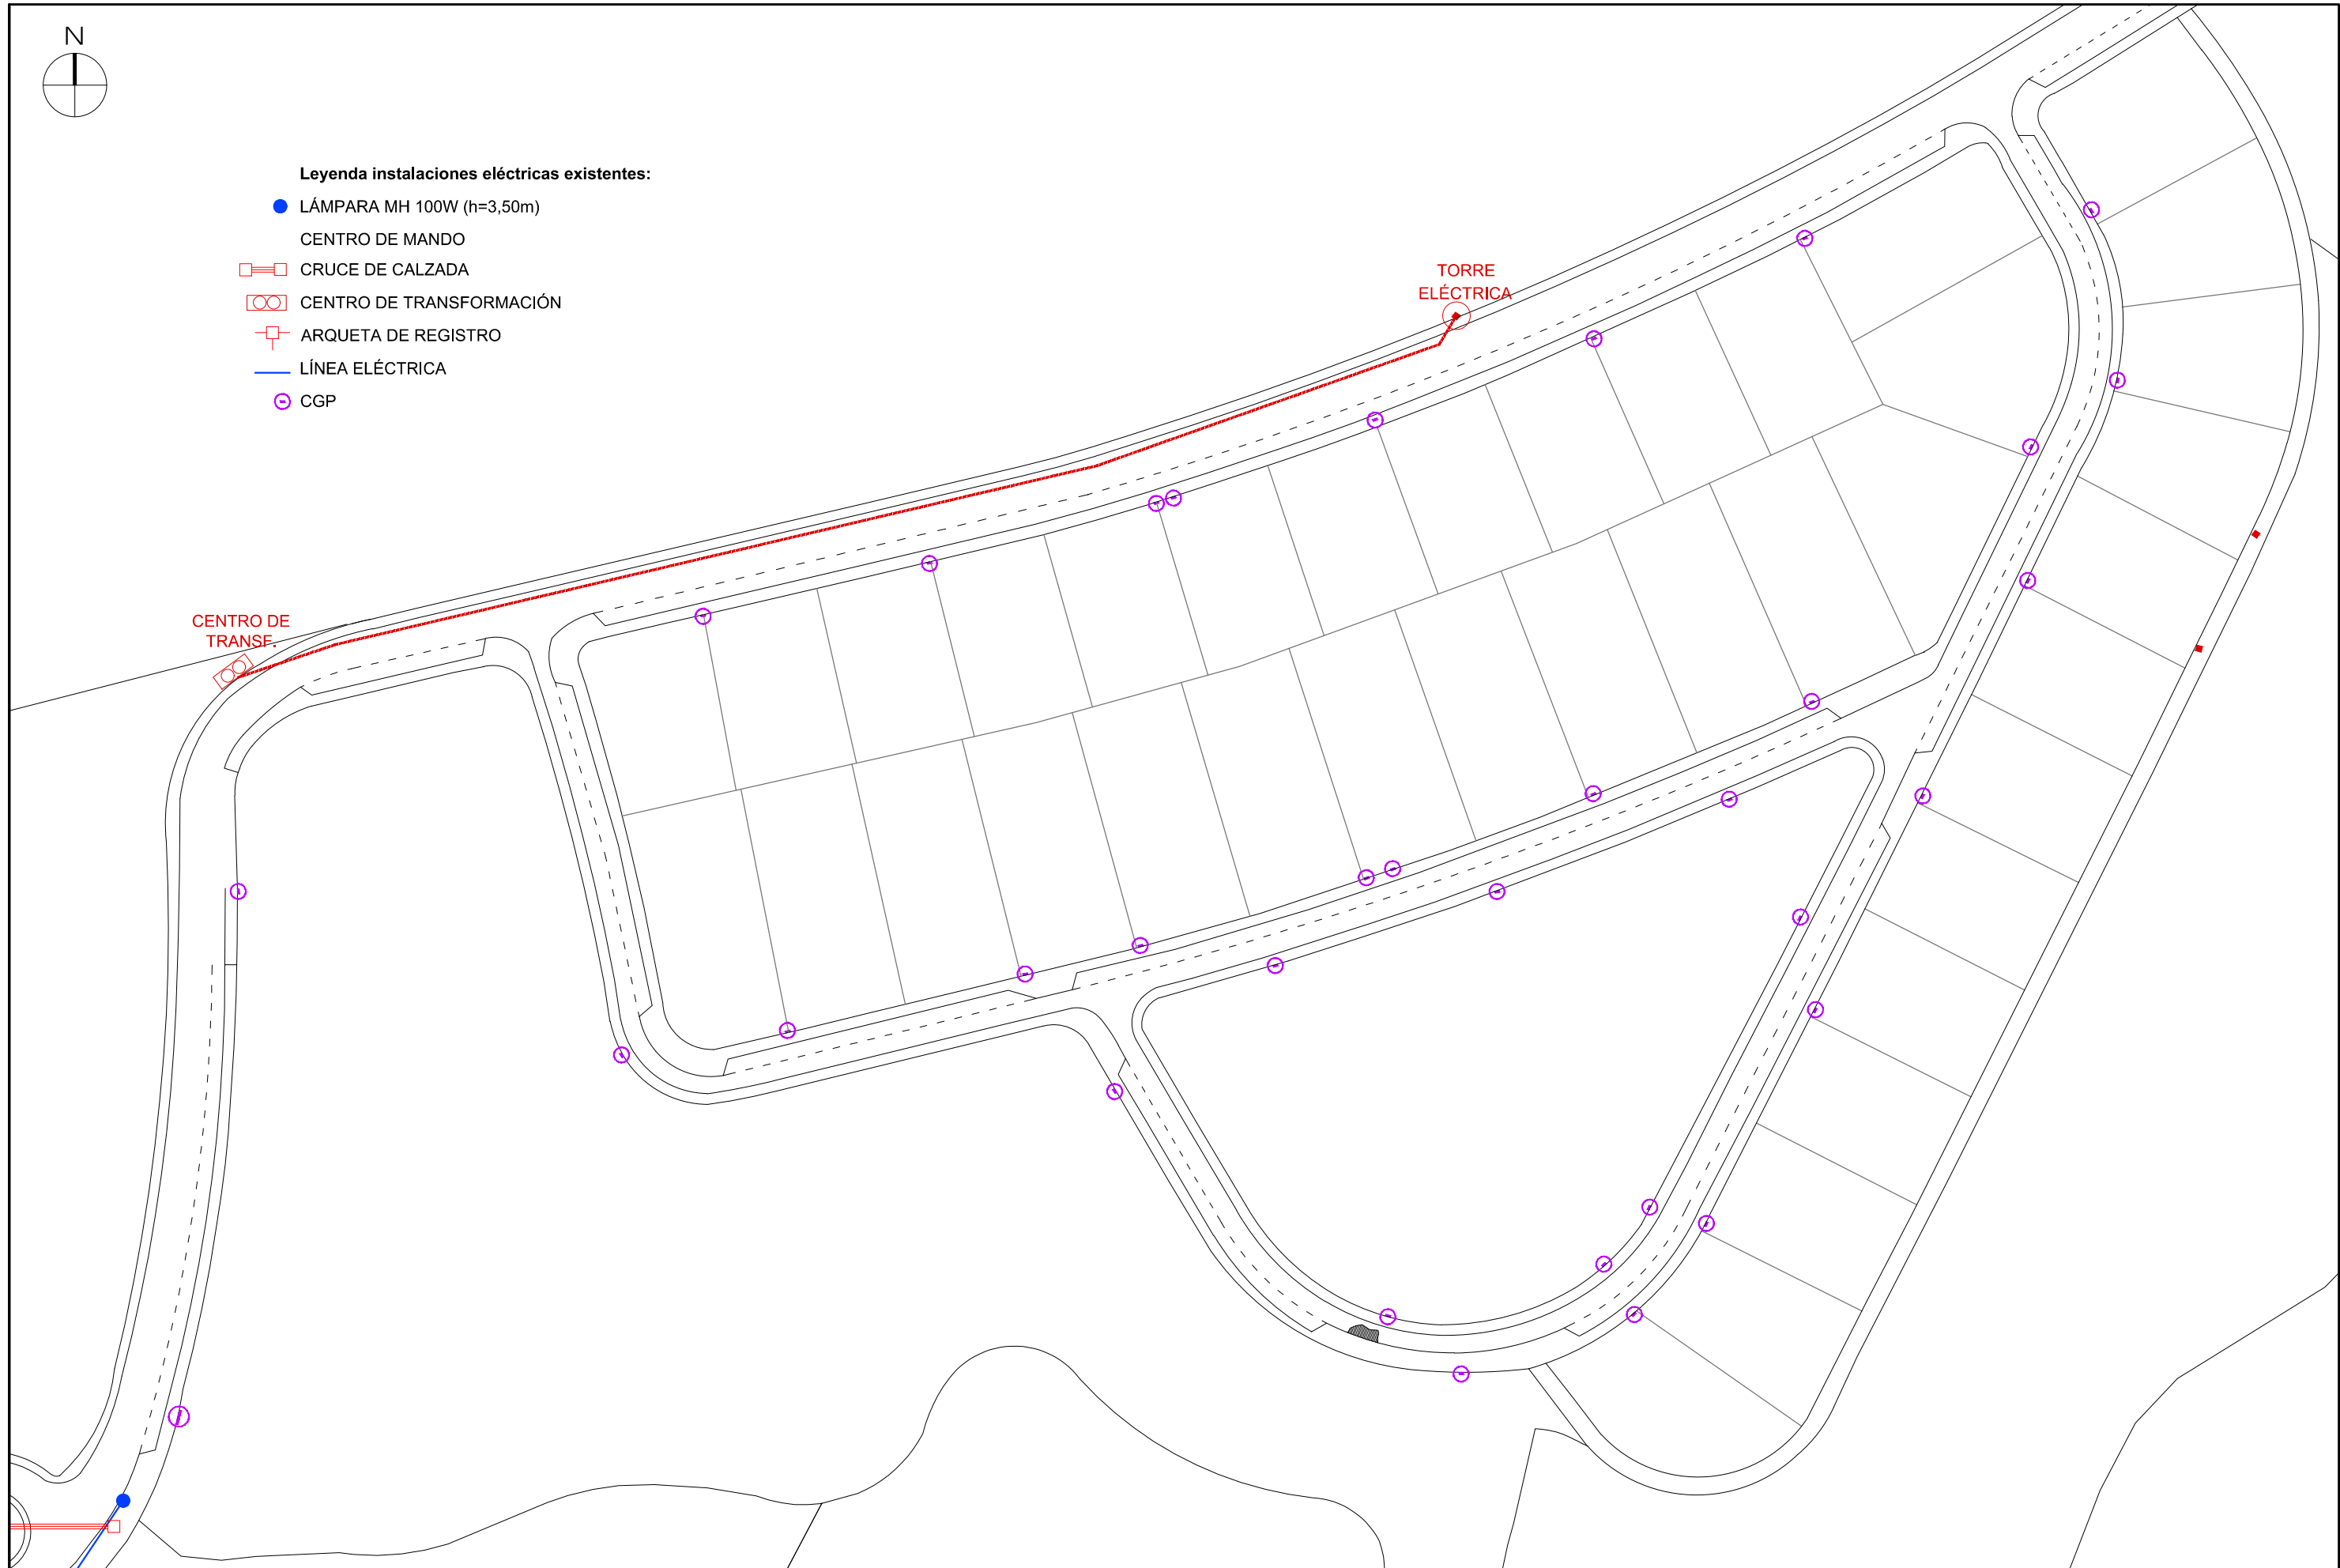 N
Leyenda instalaciones eléctricas existentes:
LÁMPARA MH 100W (h=3,50m)
CENTRO DE MANDO
CRUCE DE CALZADA
CENTRO DE TRANSFORMACIÓN
ARQUETA DE REGISTRO
LÍNEA ELÉCTRICA
CGP
TORRE
ELÉCTRICA
CENTRO DE
TRANSF.